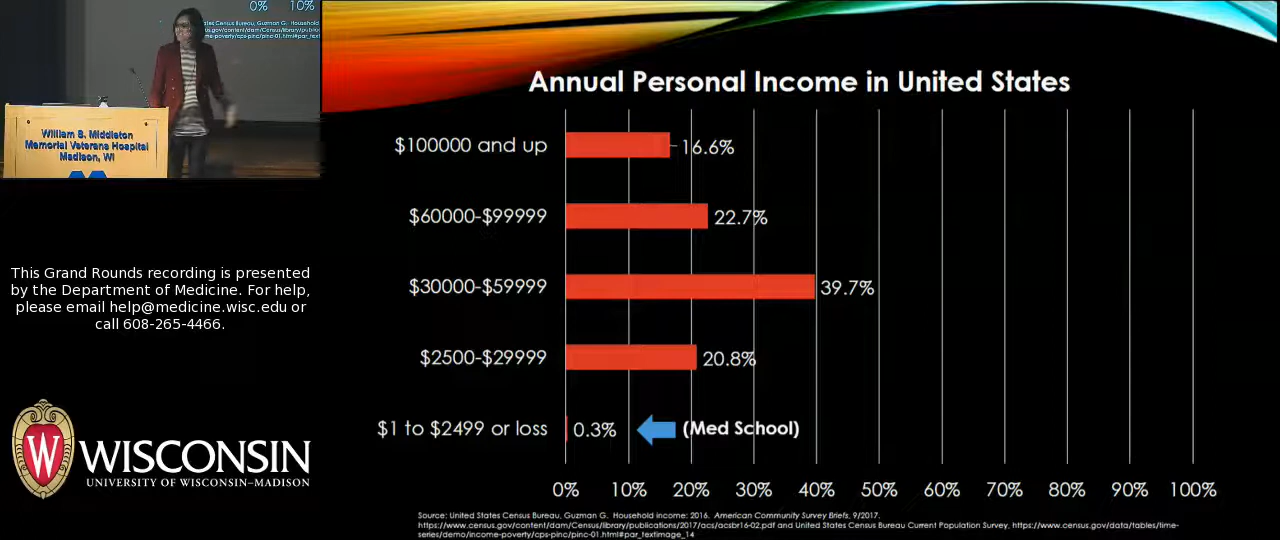 0% 10%
ates Census Bureau, Guzman G. Household
William S. Middleton
Memorial Veterans Hospital
Madison, WI
This Grand Rounds recording is presented
by the Department of Medicine. For help,
please email help@medicine.wisc.edu or
call 608-265-4466.
W
WISCONSIN
UNIVERSITY OF WISCONSIN–MADISON
Annual Personal Income in United States
$100000 and up 16.6%
$60000-$99999 22.7%
$30000-$59999 39.7%
$2500-$29999 20.8%
$1 to $2499 or loss 0.3% (Med School)
0% 10% 20% 30% 40% 50% 60% 70% 80% 90% 100%
Source: United States Census Bureau, Guzman G. Household income: 2016. American Community Survey Briefs, 9/2017.
https://www.census.gov/content/dam/Census/library/publications/2017/acs/acsbr16-02.pdf and United States Census Bureau Current Population Survey, https://www.census.gov/data/tables/time-
series/demo/income-poverty/cps-pinc/pinc-01.html#par_textimage_14